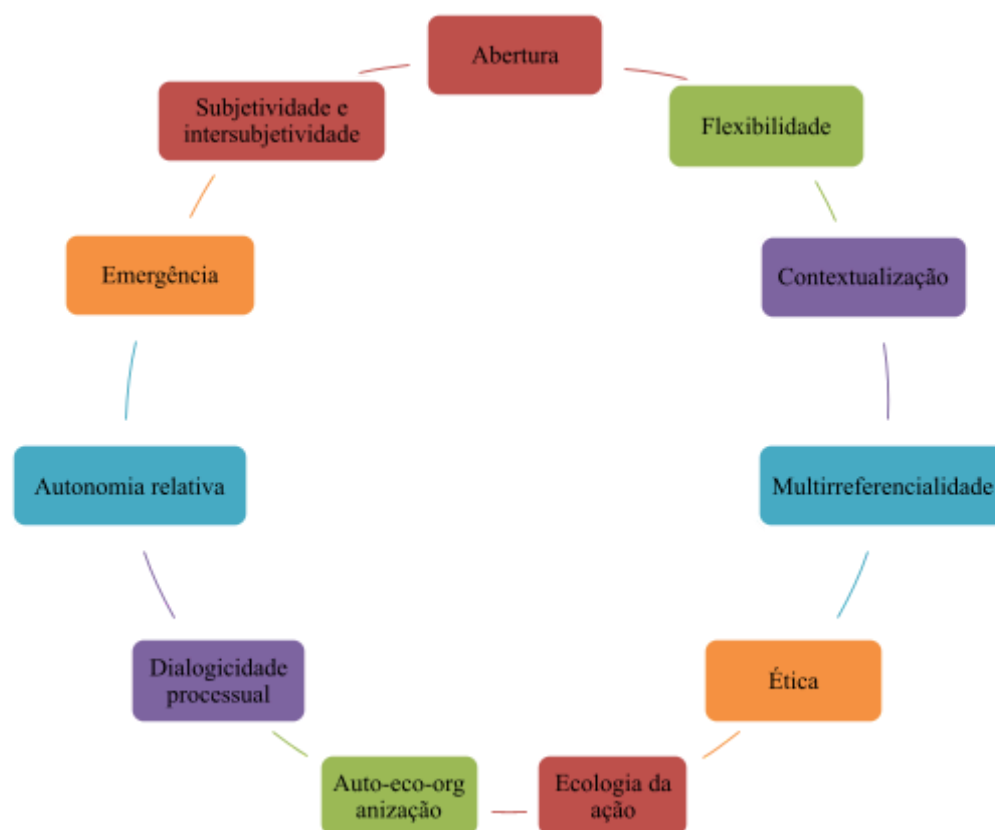 Abertura
Flexibilidade
Contextualização
Multirreferencialidade
Ética
Ecologia da
ação
Auto-eco-org
anização
Dialogicidade
processual
Autonomia relativa
Emergência
Subjetividade e
intersubjetividade